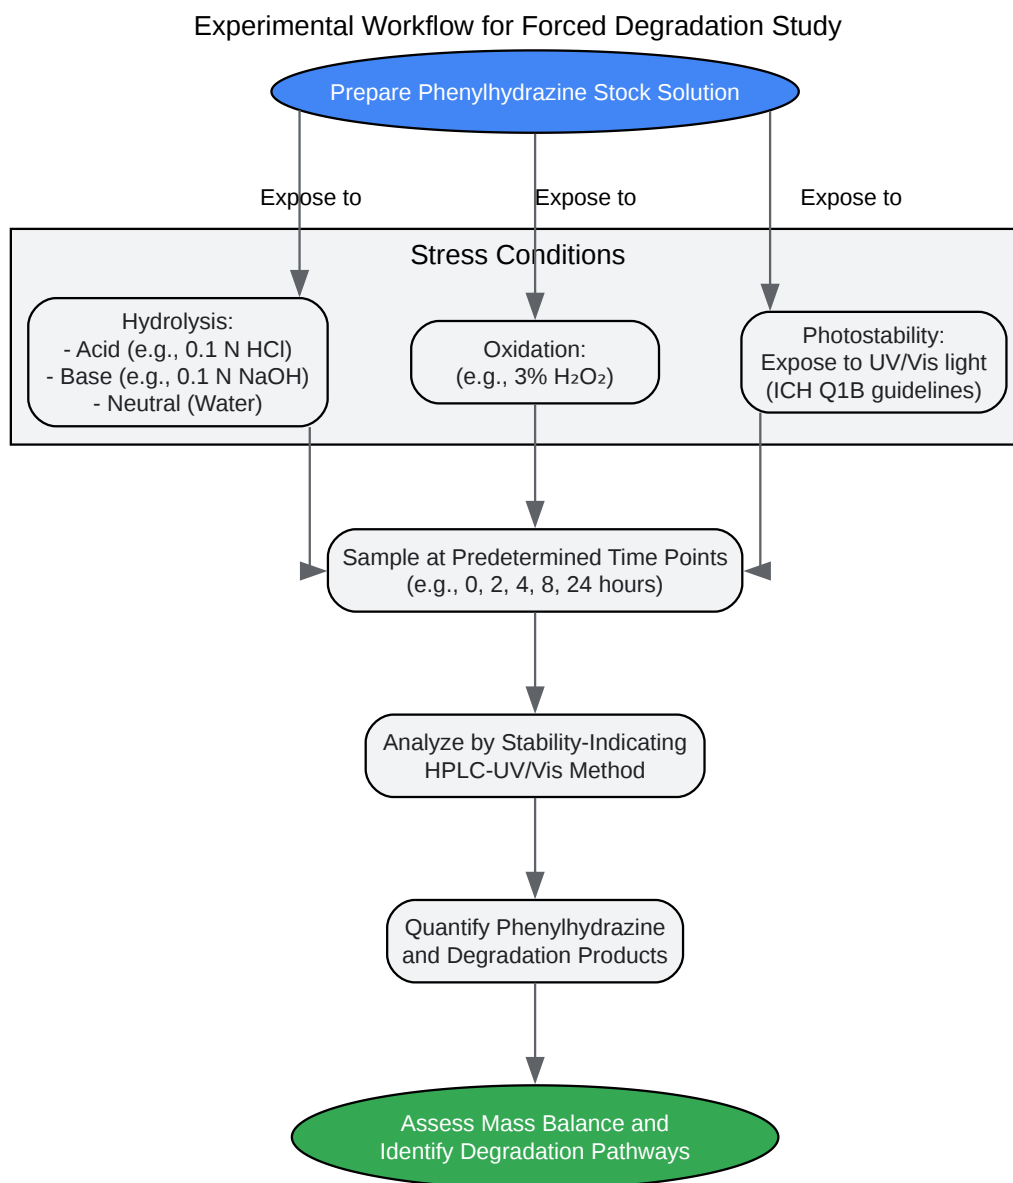 Experimental Workflow for Forced Degradation Study
Prepare Phenylhydrazine Stock Solution
Expose to
Expose to
Expose to
Stress Conditions
Hydrolysis:
- Acid (e.g., 0.1 N HCl)
- Base (e.g., 0.1 N NaOH)
- Neutral (Water)
Oxidation:
(e.g., 3% H₂O₂)
Photostability:
Expose to UV/Vis light
(ICH Q1B guidelines)
Sample at Predetermined Time Points
(e.g., 0, 2, 4, 8, 24 hours)
Analyze by Stability-Indicating
HPLC-UV/Vis Method
Quantify Phenylhydrazine
and Degradation Products
Assess Mass Balance and
Identify Degradation Pathways